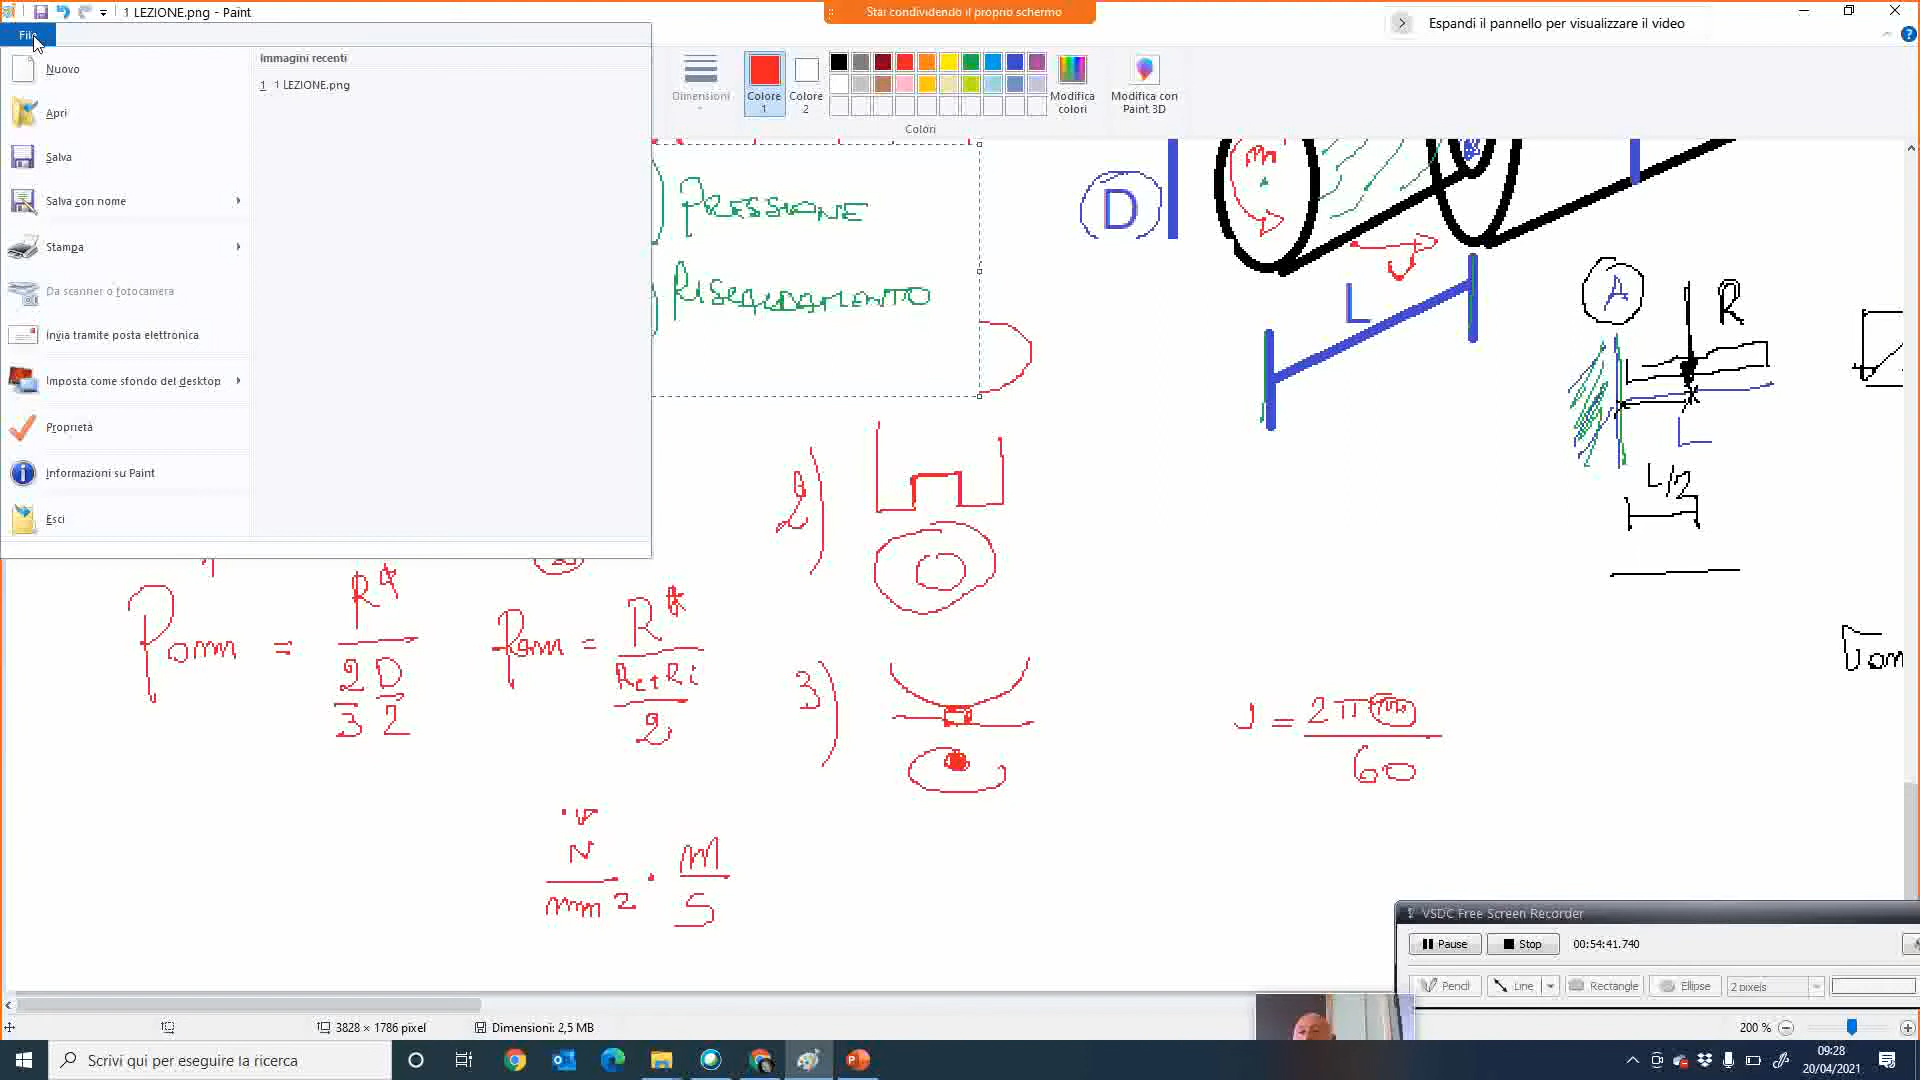 1 LEZIONE.png - Paint
Stai condividendo il proprio schermo
Espandi il pannello per visualizzare il video
File
Nuovo
Apri
Salva
Salva con nome
Stampa
Da scanner o fotocamera
Invia tramite posta elettronica
Imposta come sfondo del desktop
Proprietà
Informazioni su Paint
Esci
Immagini recenti
1 1 LEZIONE.png
Dimensioni
Colore 1
Colore 2
Modifica colori
Modifica con Paint 3D
Colori
PRESSIONE
RISCALDAMENTO
D
m
L
A
R
L
L/2
2)
3)
Pamm = R* / 2/3 D/2
Pam = R* / Re+Ri / 2
· v
N / mm2 · M / S
J = 2πm / 60
VSDC Free Screen Recorder
Pause
Stop
00:54:41.740
Pencil
Line
Rectangle
Ellipse
2 pixels
3828 × 1786 pixel
Dimensioni: 2,5 MB
200 %
Scrivi qui per eseguire la ricerca
09:28
20/04/2021